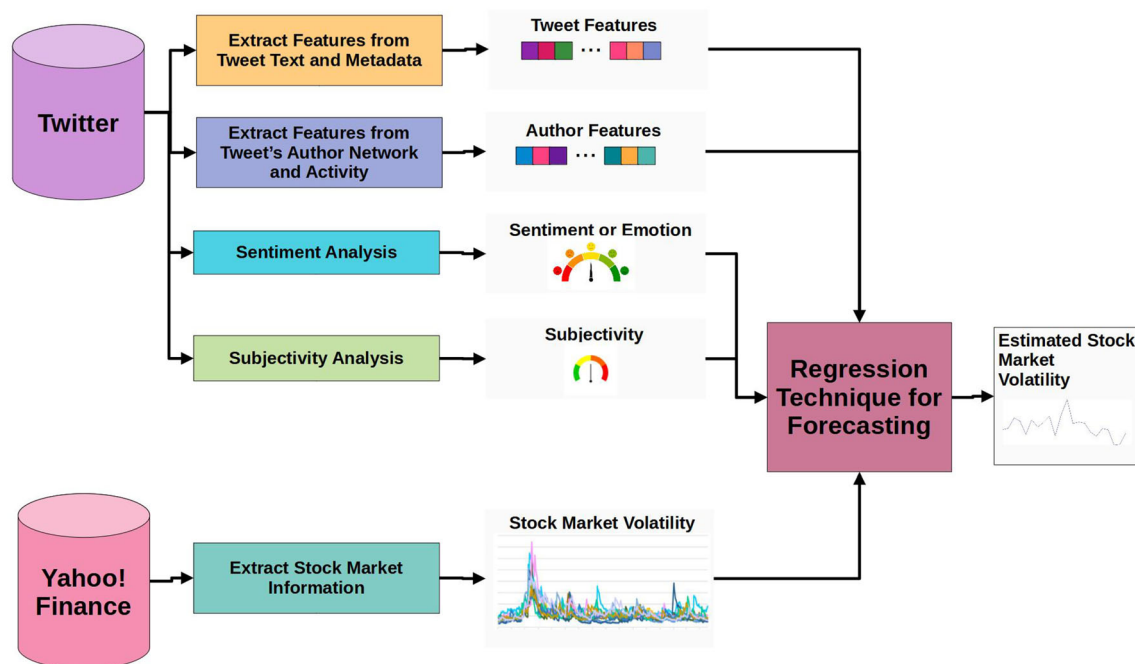 Twitter
Extract Features from
Tweet Text and Metadata
Tweet Features
...
Extract Features from
Tweet's Author Network
and Activity
Author Features
...
Sentiment Analysis
Sentiment or Emotion
Subjectivity Analysis
Subjectivity
Regression
Technique for
Forecasting
Estimated Stock
Market
Volatility
Yahoo!
Finance
Extract Stock Market
Information
Stock Market Volatility